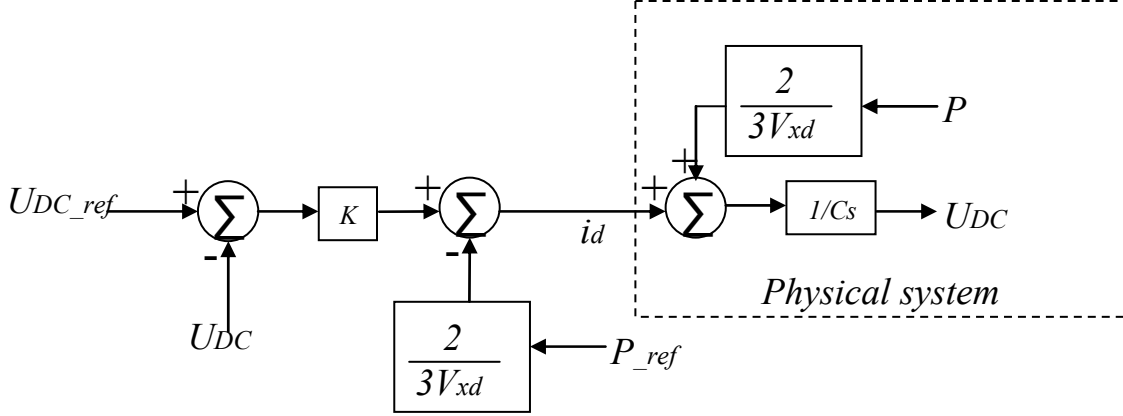 2
3Vxd
P
+
UDC_ref
+
Σ
-
UDC
K
+
Σ
-
id
+
Σ
1/Cs
UDC
Physical system
2
3Vxd
P_ref